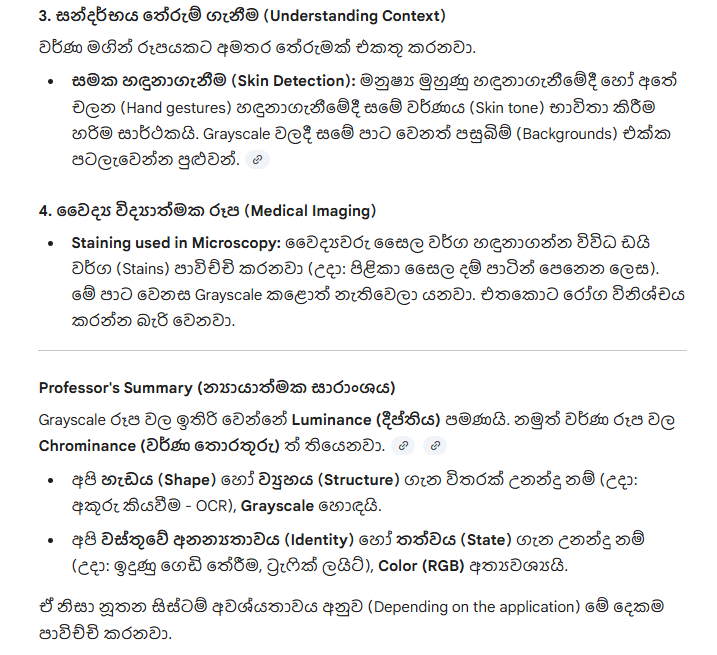 3. සන්දර්භය තේරුම් ගැනීම (Understanding Context)
වර්ණ මගින් රූපයකට අමතර තේරුමක් එකතු කරනවා.
• සමක හඳුනාගැනීම (Skin Detection): මනුෂ්‍ය මුහුණු හඳුනාගැනීමේදී හෝ අතේ
චලන (Hand gestures) හඳුනාගැනීමේදී සමේ වර්ණය (Skin tone) භාවිතා කිරීම
හරිම සාර්ථකයි. Grayscale වලදී සමේ පාට වෙනත් පසුබිම් (Backgrounds) එක්ක
පටලැවෙන්න පුළුවන්.
4. වෛද්‍ය විද්‍යාත්මක රූප (Medical Imaging)
• Staining used in Microscopy: වෛද්‍යවරු සෛල වර්ග හඳුනාගන්න විවිධ ඩයි
වර්ග (Stains) පාවිච්චි කරනවා (උදා: පිළිකා සෛල දම් පාටින් පෙනෙන ලෙස).
මේ පාට වෙනස Grayscale කළොත් නැතිවෙලා යනවා. එතකොට රෝග විනිශ්චය
කරන්න බැරි වෙනවා.
Professor's Summary (න්‍යායාත්මක සාරාංශය)
Grayscale රූප වල ඉතිරි වෙන්නේ Luminance (දීප්තිය) පමණයි. නමුත් වර්ණ රූප වල
Chrominance (වර්ණ තොරතුරු) ත් තියෙනවා.
• අපි හැඩය (Shape) හෝ ව්‍යුහය (Structure) ගැන විතරක් උනන්දු නම් (උදා:
අකුරු කියවීම - OCR), Grayscale හොඳයි.
• අපි වස්තුවේ අනන්‍යතාවය (Identity) හෝ තත්වය (State) ගැන උනන්දු නම්
(උදා: ඉදුණු ගෙඩි තේරීම, ට්‍රැෆික් ලයිට්), Color (RGB) අත්‍යවශ්‍යයි.
ඒ නිසා නූතන සිස්ටම් අවශ්යතාවය අනුව (Depending on the application) මේ දෙකම
පාවිච්චි කරනවා.